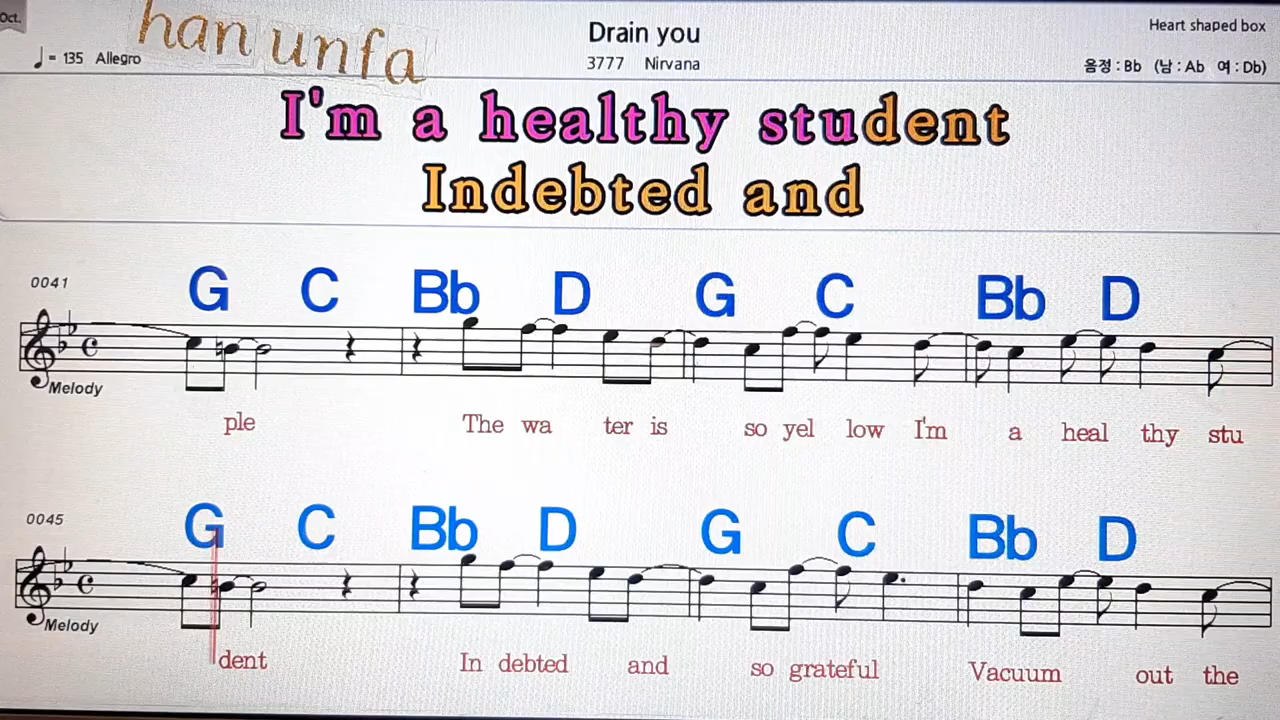 Oct.
han unfa
Drain you
Heart shaped box
♩ = 135 Allegro
3777 Nirvana
음정 : Bb (남 : Ab 여 : Db)
I'm a healthy student
Indebted and
0041
G C Bb D G C Bb D
Melody
ple The wa ter is so yel low I'm a heal thy stu
0045
G C Bb D G C Bb D
Melody
dent In debted and so grateful Vacuum out the